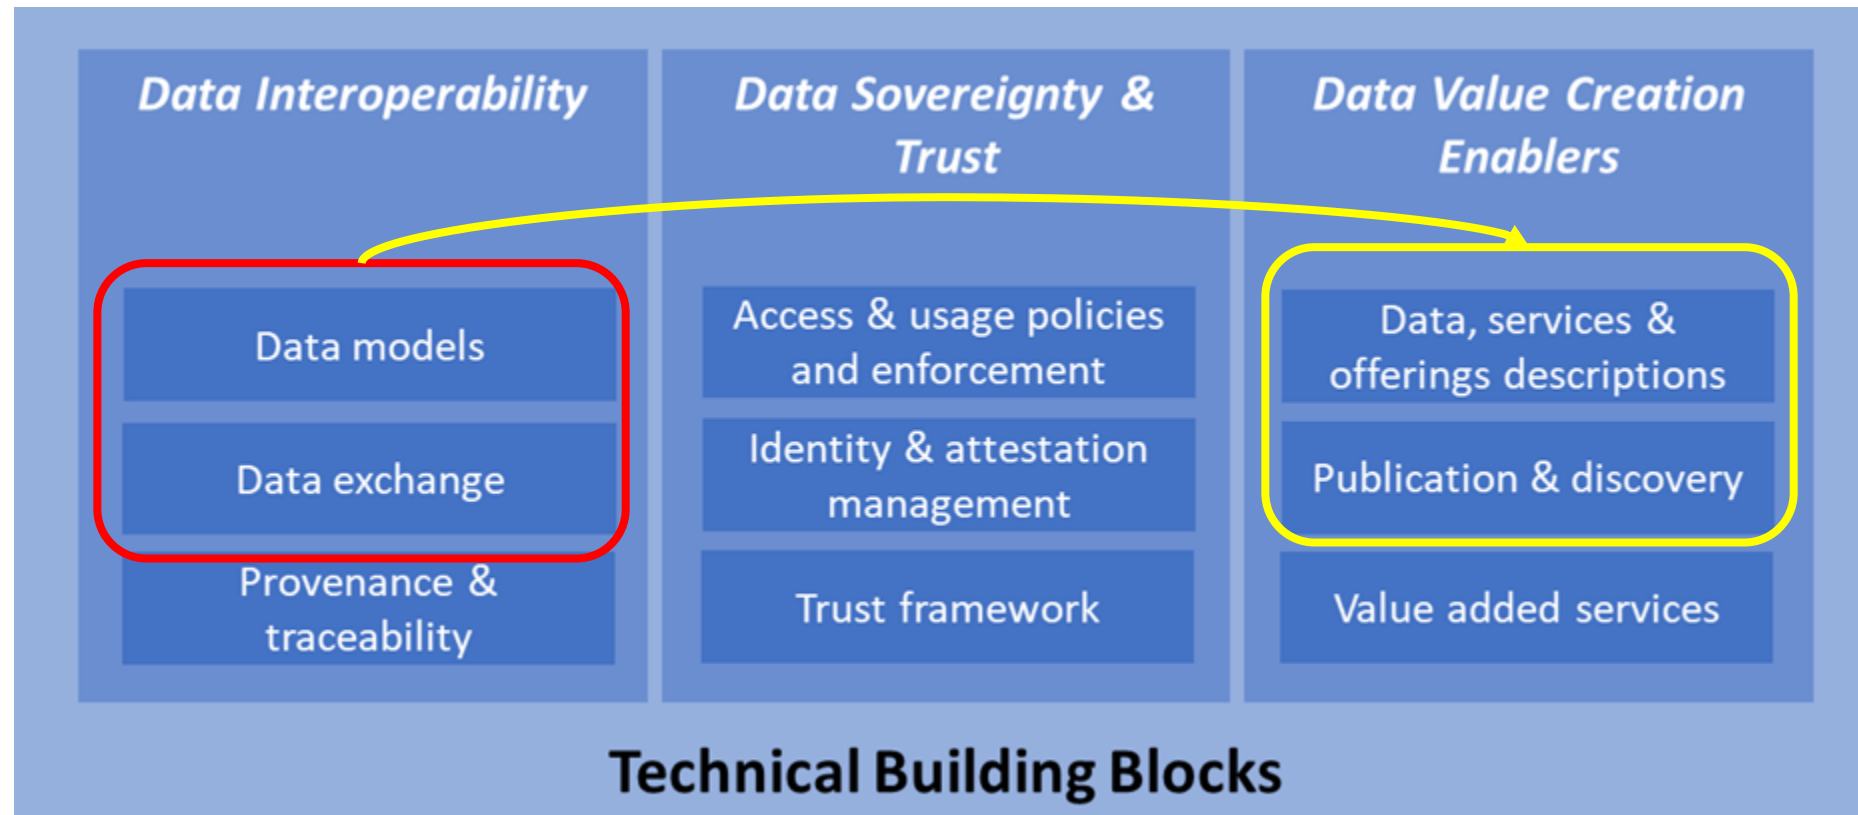 Data Interoperability
Data models
Data exchange
Provenance &
traceability
Data Sovereignty &
Trust
Access & usage policies
and enforcement
Identity & attestation
management
Trust framework
Data Value Creation
Enablers
Data, services &
offerings descriptions
Publication & discovery
Value added services
Technical Building Blocks